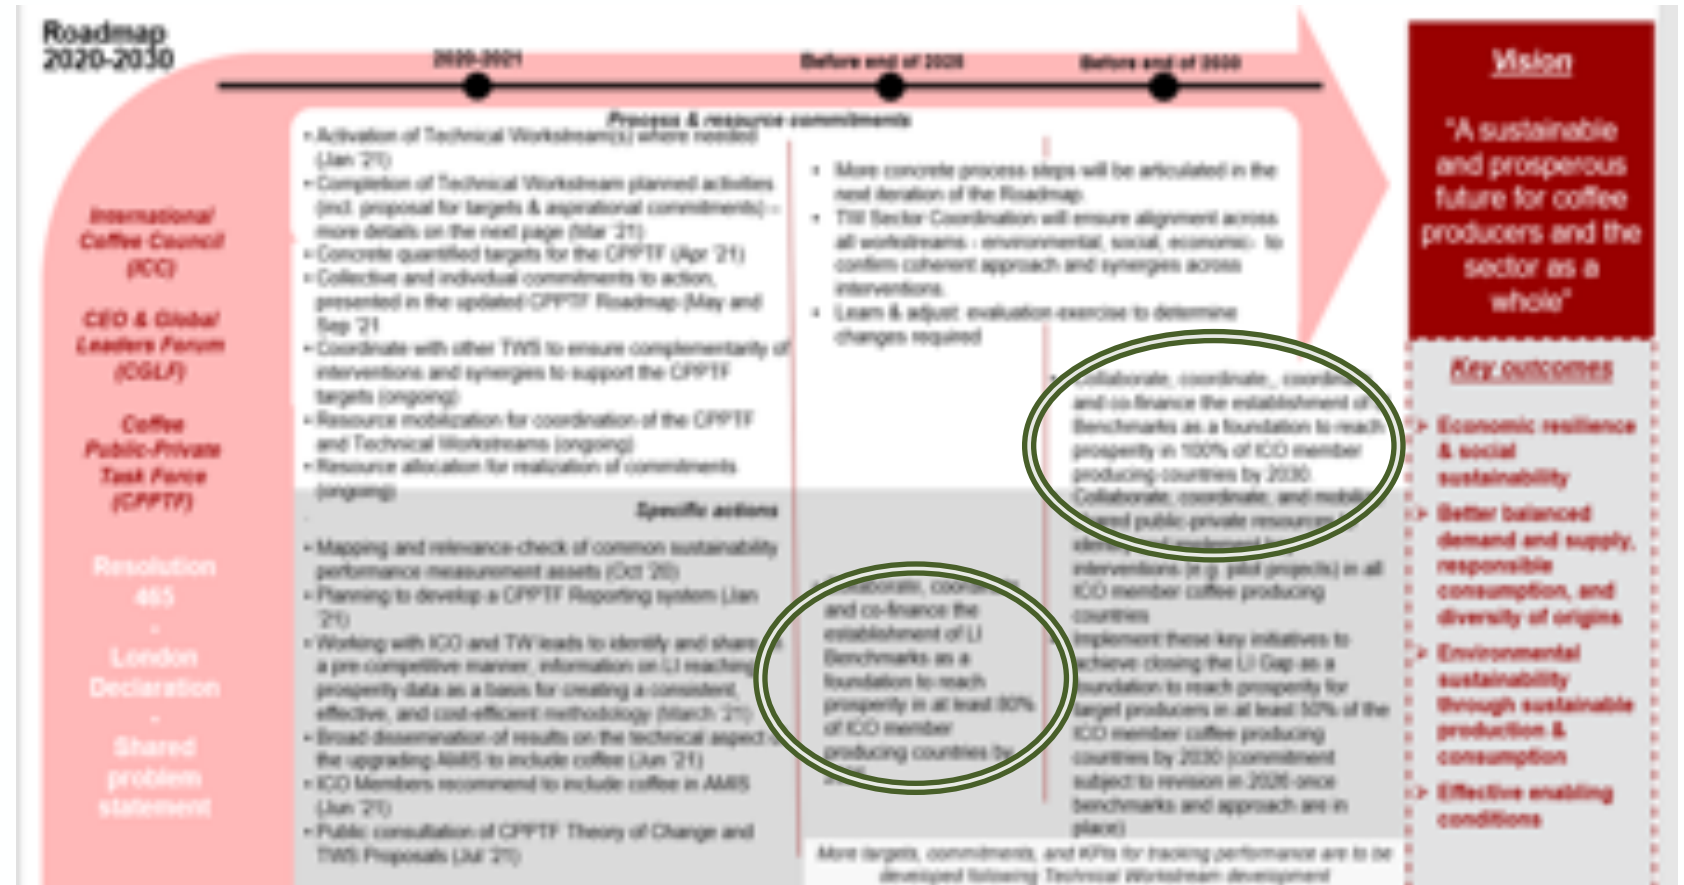 Roadmap
2020-2030
2020-2021
Before end of 2025
Before end of 2030
Process & resource commitments
• Activation of Technical Workstream(s) where needed
(Jan '21)
• Completion of Technical Workstream planned activities
(incl. proposal for targets & aspirational commitments) –
more details on the next page (Mar '21)
• Concrete quantified targets for the CPPTF (Apr '21)
• Collective and individual commitments to action,
presented in the updated CPPTF Roadmap (May and
Sep '21
• Coordinate with other TWS to ensure complementarity of
interventions and synergies to support the CPPTF
targets (ongoing)
• Resource mobilization for coordination of the CPPTF
and Technical Workstreams (ongoing)
• Resource allocation for realization of commitments
(ongoing)
• More concrete process steps will be articulated in the
next iteration of the Roadmap.
• TW Sector Coordination will ensure alignment across
all workstreams - environmental, social, economic- to
confirm coherent approach and synergies across
interventions.
• Learn & adjust: evaluation exercise to determine
changes required
Specific actions
• Mapping and relevance-check of common sustainability
performance measurement assets (Oct '20)
• Planning to develop a CPPTF Reporting system (Jan
'21)
• Working with ICO and TW leads to identify and share
a pre-competitive manner, information on LI reaching
prosperity data as a basis for creating a consistent,
effective, and cost-efficient methodology (March '21)
• Broad dissemination of results on the technical aspect
the upgrading AMIS to include coffee (Jun '21)
• ICO Members recommend to include coffee in AMIS
(Jun '21)
• Public consultation of CPPTF Theory of Change and
TWS Proposals (Jul '21)
Collaborate, coordinate
and co-finance the
establishment of LI
Benchmarks as a
foundation to reach
prosperity in at least 80%
of ICO member
producing countries by
Collaborate, coordinate,, coordinate
and co-finance the establishment of
Benchmarks as a foundation to reach
prosperity in 100% of ICO member
producing countries by 2030.
Collaborate, coordinate, and mobilize
shared public-private resources
identify and implement key
interventions (e.g. pilot projects) in all
ICO member coffee producing
countries
Implement these key initiatives to
achieve closing the LI Gap as a
foundation to reach prosperity for
target producers in at least 50% of the
ICO member coffee producing
countries by 2030 (commitment
subject to revision in 2026 once
benchmarks and approach are in
place)
More targets, commitments, and KPIs for tracking performance are to be
developed following Technical Workstream development
International
Coffee Council
(ICC)
CEO & Global
Leaders Forum
(CGLF)
Coffee
Public-Private
Task Force
(CPPTF)
Resolution
465
-
London
Declaration
-
Shared
problem
statement
Vision
"A sustainable
and prosperous
future for coffee
producers and the
sector as a
whole"
Key outcomes
➢ Economic resilience
& social
sustainability
➢ Better balanced
demand and supply,
responsible
consumption, and
diversity of origins
➢ Environmental
sustainability
through sustainable
production &
consumption
➢ Effective enabling
conditions